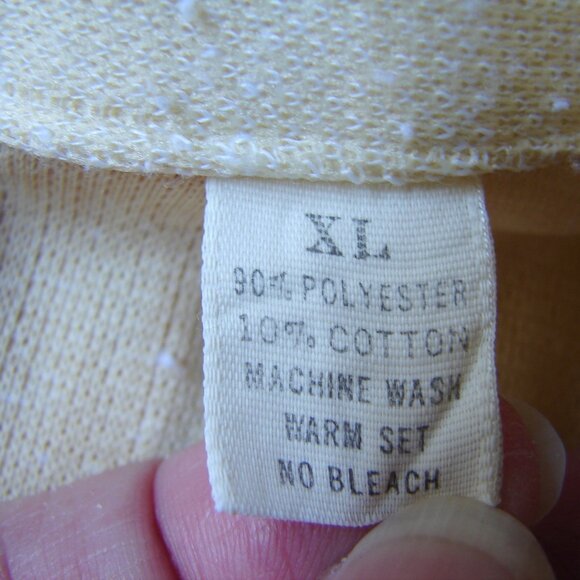 XL
90% POLYESTER
10% COTTON
MACHINE WASH
WARM SET
NO BLEACH